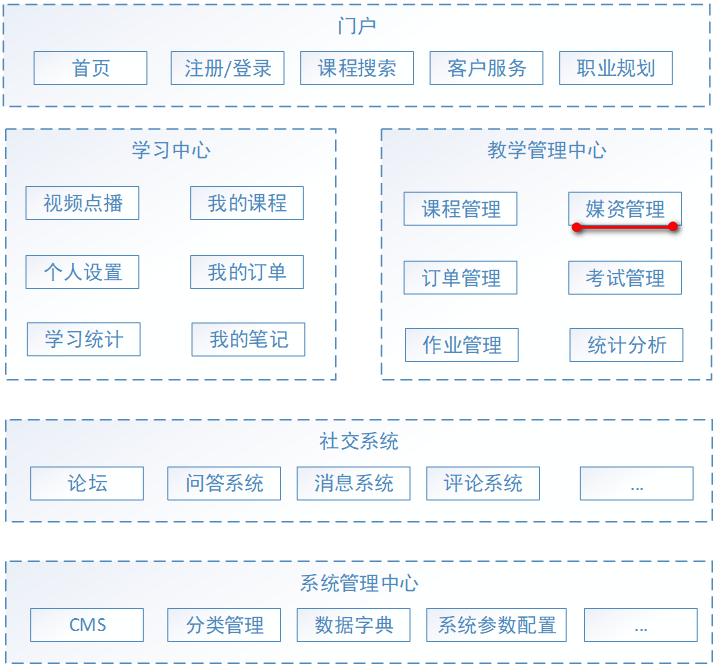 门户
首页 注册/登录 课程搜索 客户服务 职业规划
学习中心
视频点播 我的课程
个人设置 我的订单
学习统计 我的笔记
教学管理中心
课程管理 媒资管理
订单管理 考试管理
作业管理 统计分析
社交系统
论坛 问答系统 消息系统 评论系统 ...
系统管理中心
CMS 分类管理 数据字典 系统参数配置 ...